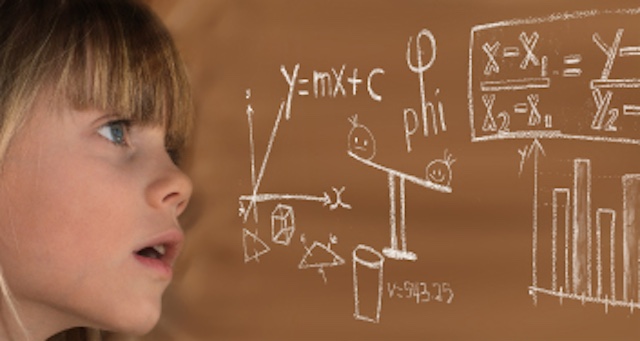 y=mx+c
φ
phi
x-x₁ = y-
x₂-x₁ y₂-
x
y
v=943.25